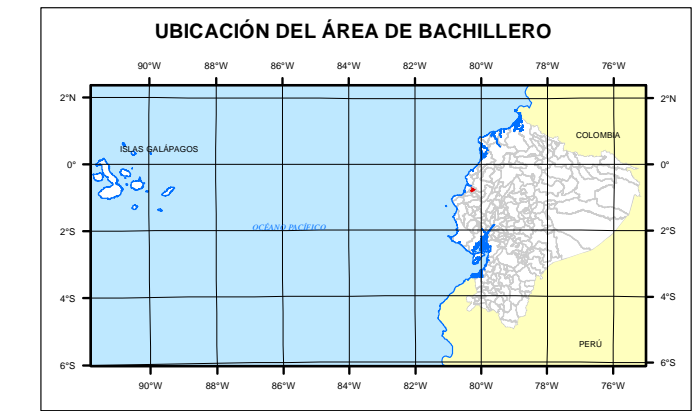 UBICACIÓN DEL ÁREA DE BACHILLERO
90°W 88°W 86°W 84°W 82°W 80°W 78°W 76°W
2°N 2°N
COLOMBIA
ISLAS GALÁPAGOS
0° 0°
OCÉANO PACÍFICO
2°S 2°S
4°S 4°S
PERÚ
6°S 6°S
90°W 88°W 86°W 84°W 82°W 80°W 78°W 76°W